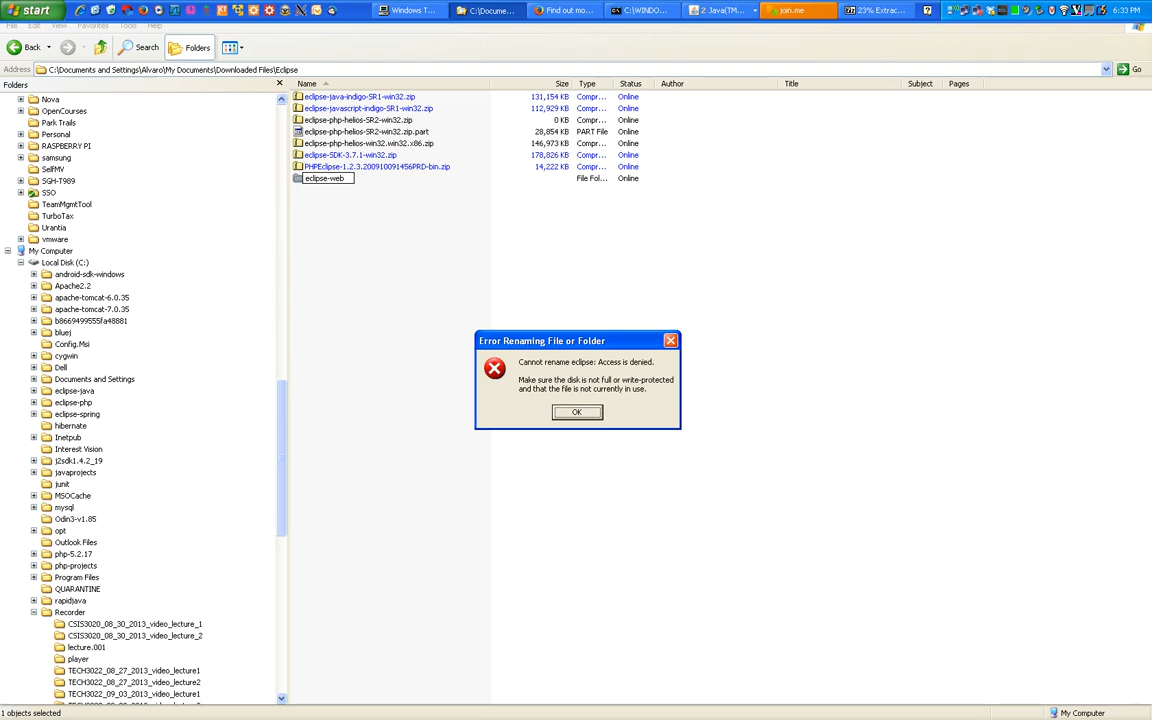 start
Windows T...
C:\Docume...
Find out mo...
C:\WINDO...
2 Java(TM...
join.me
23% Extrac...
6:33 PM
File Edit View Favorites Tools Help
Back
Search
Folders
Address
C:\Documents and Settings\Alvaro\My Documents\Downloaded Files\Eclipse
Go
Folders
Name Size Type Status Author Title Subject Pages
eclipse-java-indigo-SR1-win32.zip 131,154 KB Compr... Online
eclipse-javascript-indigo-SR1-win32.zip 112,929 KB Compr... Online
eclipse-php-helios-SR2-win32.zip 0 KB Compr... Online
eclipse-php-helios-SR2-win32.zip.part 28,854 KB PART File Online
eclipse-php-helios-win32.win32.x86.zip 146,973 KB Compr... Online
eclipse-SDK-3.7.1-win32.zip 178,826 KB Compr... Online
PHPEclipse-1.2.3.200910091456PRD-bin.zip 14,222 KB Compr... Online
eclipse-web File Fol... Online
Nova
OpenCourses
Park Trails
Personal
RASPBERRY PI
samsung
SelfMV
SGH-T989
SSO
TeamMgmtTool
TurboTax
Urantia
vmware
My Computer
Local Disk (C:)
android-sdk-windows
Apache2.2
apache-tomcat-6.0.35
apache-tomcat-7.0.35
b8669499555fa48881
bluej
Config.Msi
cygwin
Dell
Documents and Settings
eclipse-java
eclipse-php
eclipse-spring
hibernate
Inetpub
Interest Vision
j2sdk1.4.2_19
javaprojects
junit
MSOCache
mysql
Odin3-v1.85
opt
Outlook Files
php-5.2.17
php-projects
Program Files
QUARANTINE
rapidjava
Recorder
CSIS3020_08_30_2013_video_lecture_1
CSIS3020_08_30_2013_video_lecture_2
lecture.001
player
TECH3022_08_27_2013_video_lecture1
TECH3022_08_27_2013_video_lecture2
TECH3022_09_03_2013_video_lecture1
Error Renaming File or Folder
Cannot rename eclipse: Access is denied.
Make sure the disk is not full or write-protected
and that the file is not currently in use.
OK
1 objects selected
My Computer